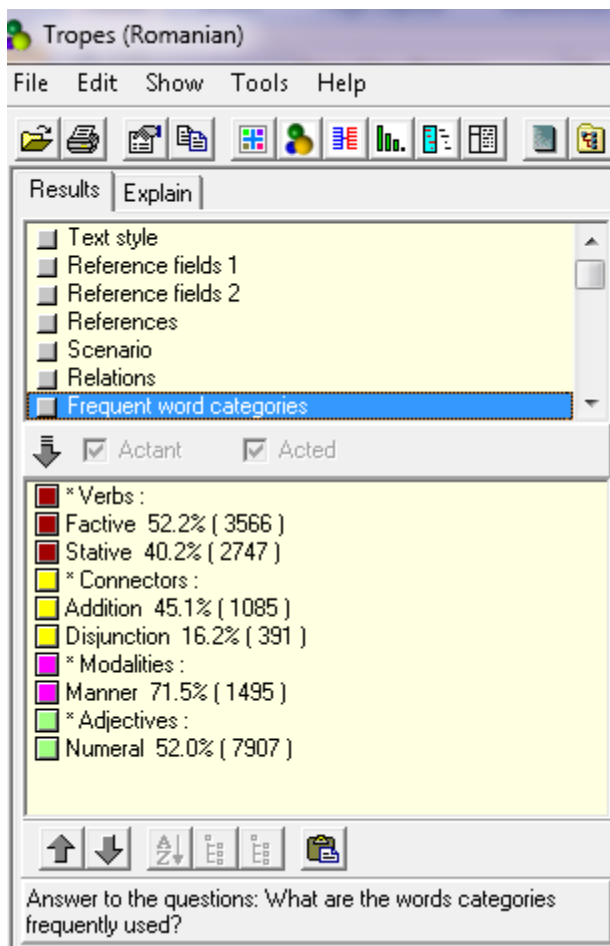 Tropes (Romanian)
File Edit Show Tools Help
Results Explain
Text style
Reference fields 1
Reference fields 2
References
Scenario
Relations
Frequent word categories
Actant Acted
* Verbs :
Factive 52.2% ( 3566 )
Stative 40.2% ( 2747 )
* Connectors :
Addition 45.1% ( 1085 )
Disjunction 16.2% ( 391 )
* Modalities :
Manner 71.5% ( 1495 )
* Adjectives :
Numeral 52.0% ( 7907 )
Answer to the questions: What are the words categories
frequently used?